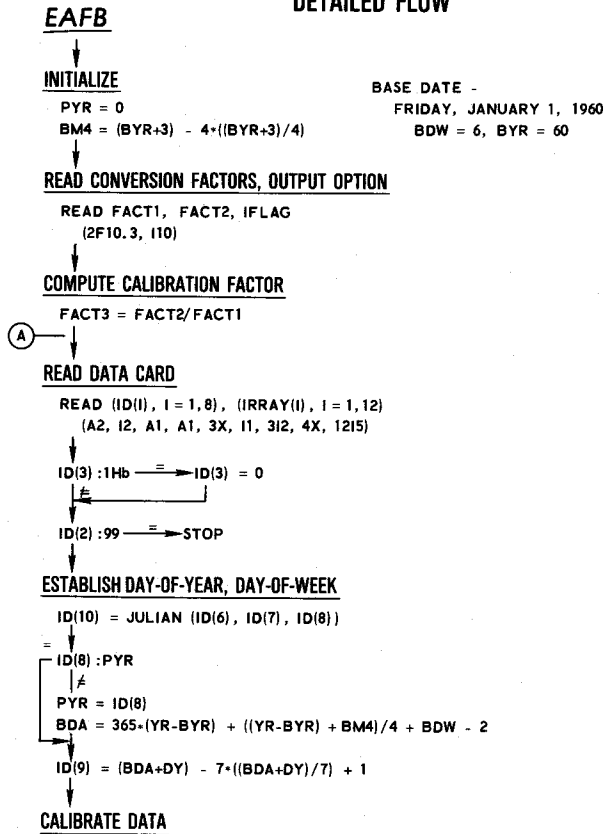 DETAILED FLOW
EAFB
INITIALIZE
PYR = 0
BM4 = (BYR+3) - 4*((BYR+3)/4)
BASE DATE -
FRIDAY, JANUARY 1, 1960
BDW = 6, BYR = 60
READ CONVERSION FACTORS, OUTPUT OPTION
READ FACT1, FACT2, IFLAG
(2F10.3, I10)
COMPUTE CALIBRATION FACTOR
FACT3 = FACT2/FACT1
A
READ DATA CARD
READ (ID(I), I = 1,8), (IRRAY(I), I = 1,12)
(A2, I2, A1, A1, 3X, I1, 3I2, 4X, 12I5)
ID(3) :1Hb = ID(3) = 0
≠
ID(2) :99 = STOP
ESTABLISH DAY-OF-YEAR, DAY-OF-WEEK
ID(10) = JULIAN (ID(6), ID(7), ID(8))
=
ID(8) :PYR
≠
PYR = ID(8)
BDA = 365*(YR-BYR) + ((YR-BYR) + BM4)/4 + BDW - 2
ID(9) = (BDA+DY) - 7*((BDA+DY)/7) + 1
CALIBRATE DATA